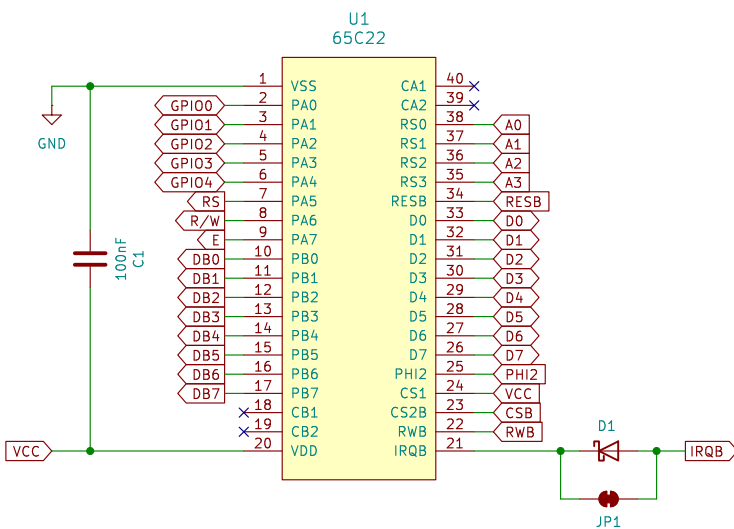 U1
65C22
1 VSS CA1 40
GPIO0 2 PA0 CA2 39
GPIO1 3 PA1 RS0 38 A0
GPIO2 4 PA2 RS1 37 A1
GPIO3 5 PA3 RS2 36 A2
GPIO4 6 PA4 RS3 35 A3
RS 7 PA5 RESB 34 RESB
R/W 8 PA6 D0 33 D0
E 9 PA7 D1 32 D1
DB0 10 PB0 D2 31 D2
DB1 11 PB1 D3 30 D3
DB2 12 PB2 D4 29 D4
DB3 13 PB3 D5 28 D5
DB4 14 PB4 D6 27 D6
DB5 15 PB5 D7 26 D7
DB6 16 PB6 PHI2 25 PHI2
DB7 17 PB7 CS1 24 VCC
18 CB1 CS2B 23 CSB
19 CB2 RWB 22 RWB
VCC 20 VDD IRQB 21 IRQB
GND
100nF
C1
D1
JP1